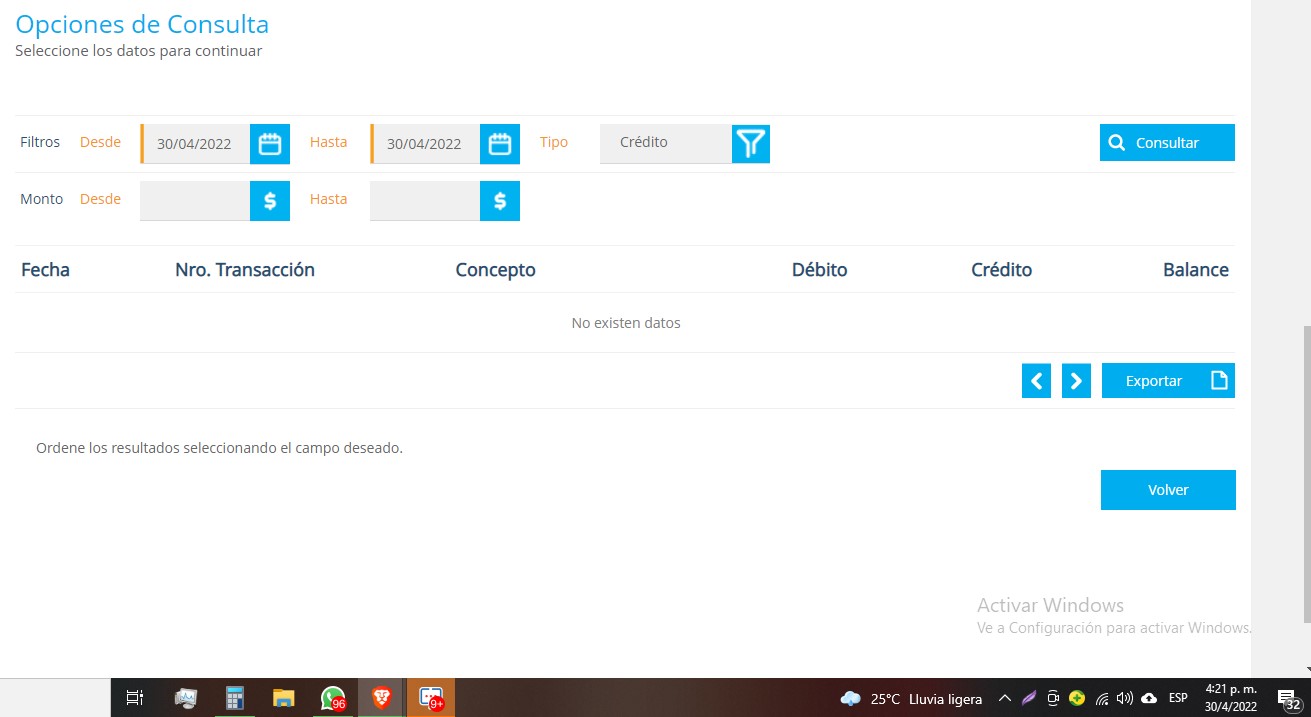 Opciones de Consulta
Seleccione los datos para continuar
Filtros Desde 30/04/2022 Hasta 30/04/2022 Tipo Crédito Consultar
Monto Desde $ Hasta $
Fecha Nro. Transacción Concepto Débito Crédito Balance
No existen datos
Exportar
Ordene los resultados seleccionando el campo deseado.
Volver
Activar Windows
Ve a Configuración para activar Windows.
96 9+ 25°C Lluvia ligera ESP 4:21 p. m. 32
30/4/2022